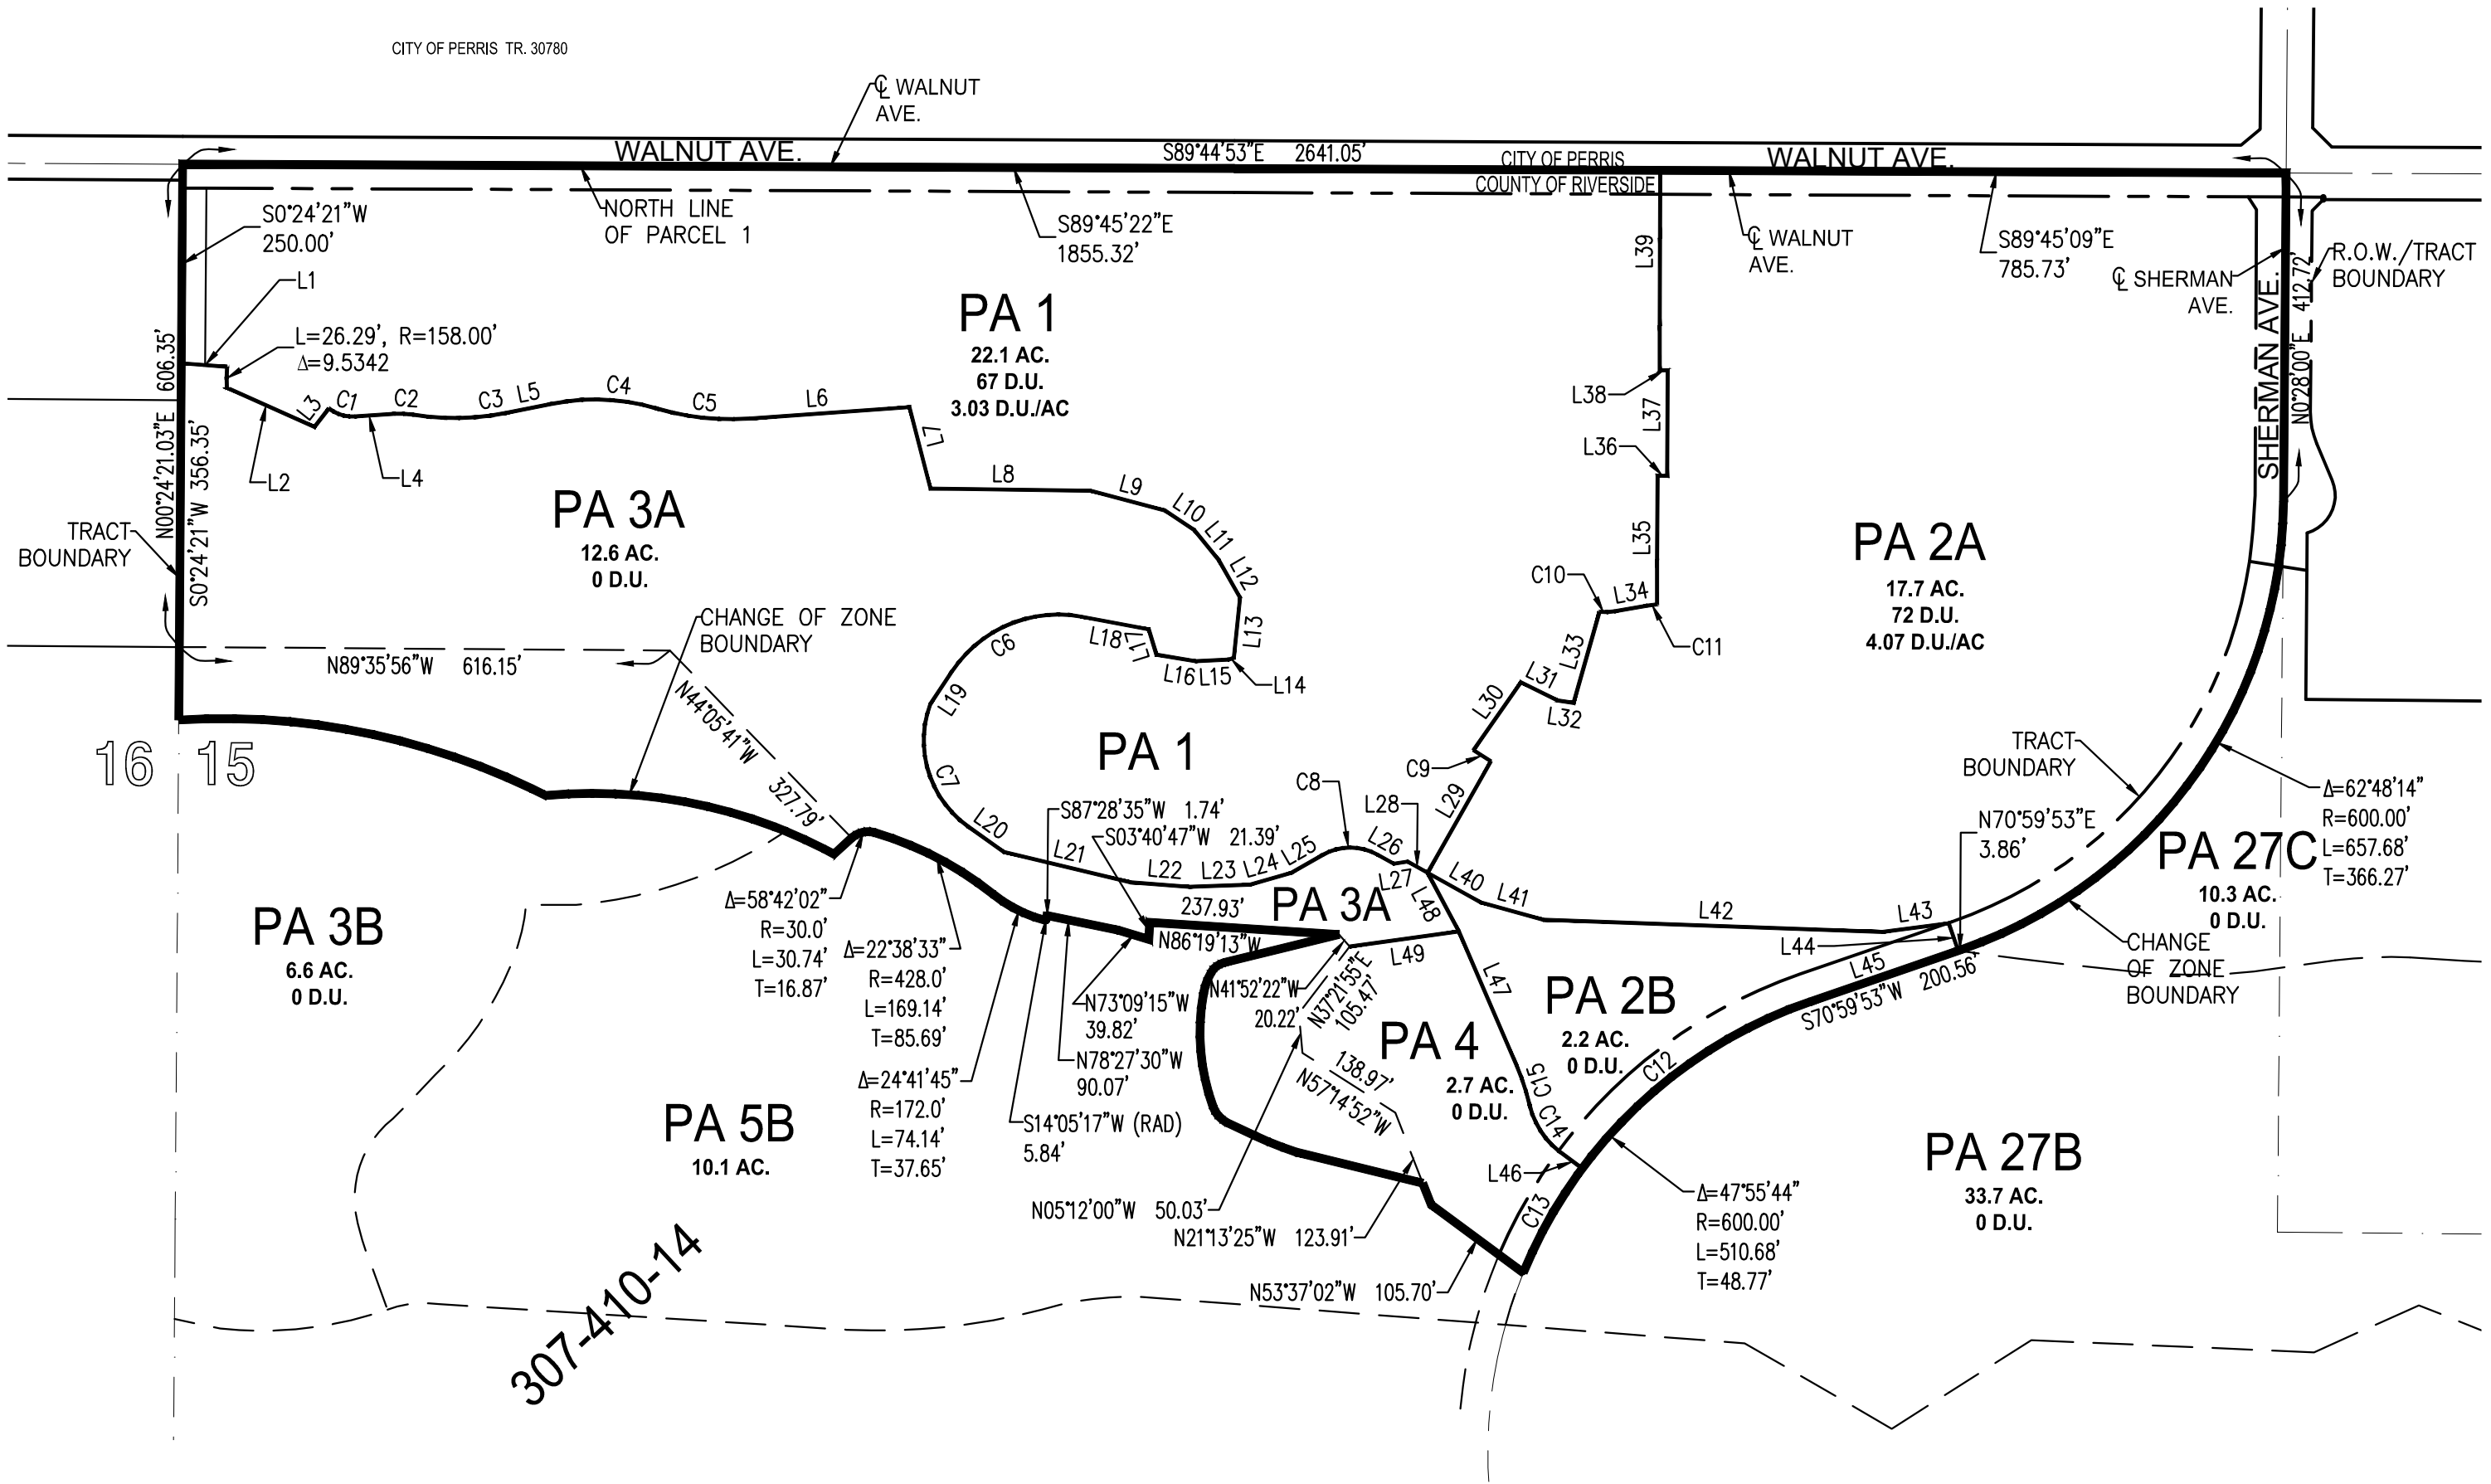 CITY OF PERRIS TR. 30780
℄ WALNUT
AVE.
WALNUT AVE.
S89°44'53"E 2641.05'
CITY OF PERRIS
COUNTY OF RIVERSIDE
WALNUT AVE.
S0°24'21"W
250.00'
NORTH LINE
OF PARCEL 1
S89°45'22"E
1855.32'
℄ WALNUT
AVE.
S89°45'09"E
785.73'
℄ SHERMAN
AVE.
SHERMAN AVE.
N0°28'00"E 412.72'
R.O.W./TRACT
BOUNDARY
L39
L1
L=26.29', R=158.00'
Δ=9.5342
N00°24'21.03"E 606.35'
S0°24'21"W 356.35'
PA 1
22.1 AC.
67 D.U.
3.03 D.U./AC
L3
C1
C2
C3
L5
C4
C5
L6
L7
L2
L4
L38
L37
L36
L8
L9
L10
L11
L12
L13
PA 3A
12.6 AC.
0 D.U.
TRACT
BOUNDARY
L35
C10
L34
C11
PA 2A
17.7 AC.
72 D.U.
4.07 D.U./AC
CHANGE OF ZONE
BOUNDARY
N89°35'56"W 616.15'
N44°05'41"W 327.79'
C6
L18
L17
L16
L15
L14
L19
L33
L31
L32
L30
16
15
PA 1
C7
L20
L21
C9
C8
L28
L29
TRACT
BOUNDARY
Δ=62°48'14"
R=600.00'
L=657.68'
T=366.27'
S87°28'35"W 1.74'
S03°40'47"W 21.39'
L22
L23
L24
L25
L26
L27
L40
L41
L42
L43
L44
L45
N70°59'53"E
3.86'
PA 27C
10.3 AC.
0 D.U.
CHANGE
OF ZONE
BOUNDARY
PA 3B
6.6 AC.
0 D.U.
Δ=58°42'02"
R=30.0'
L=30.74'
T=16.87'
Δ=22°38'33"
R=428.0'
L=169.14'
T=85.69'
237.93'
N86°19'13"W
PA 3A
L48
L49
L47
N41°52'22"W
20.22'
N37°21'55"E
105.47'
N73°09'15"W
39.82'
N78°27'30"W
90.07'
PA 4
2.7 AC.
0 D.U.
PA 2B
2.2 AC.
0 D.U.
S70°59'53"W 200.56'
138.97'
N57°14'52"W
C12
C15
C14
L46
C13
Δ=24°41'45"
R=172.0'
L=74.14'
T=37.65'
S14°05'17"W (RAD)
5.84'
PA 5B
10.1 AC.
N05°12'00"W 50.03'
N21°13'25"W 123.91'
N53°37'02"W 105.70'
Δ=47°55'44"
R=600.00'
L=510.68'
T=48.77'
PA 27B
33.7 AC.
0 D.U.
307-410-14